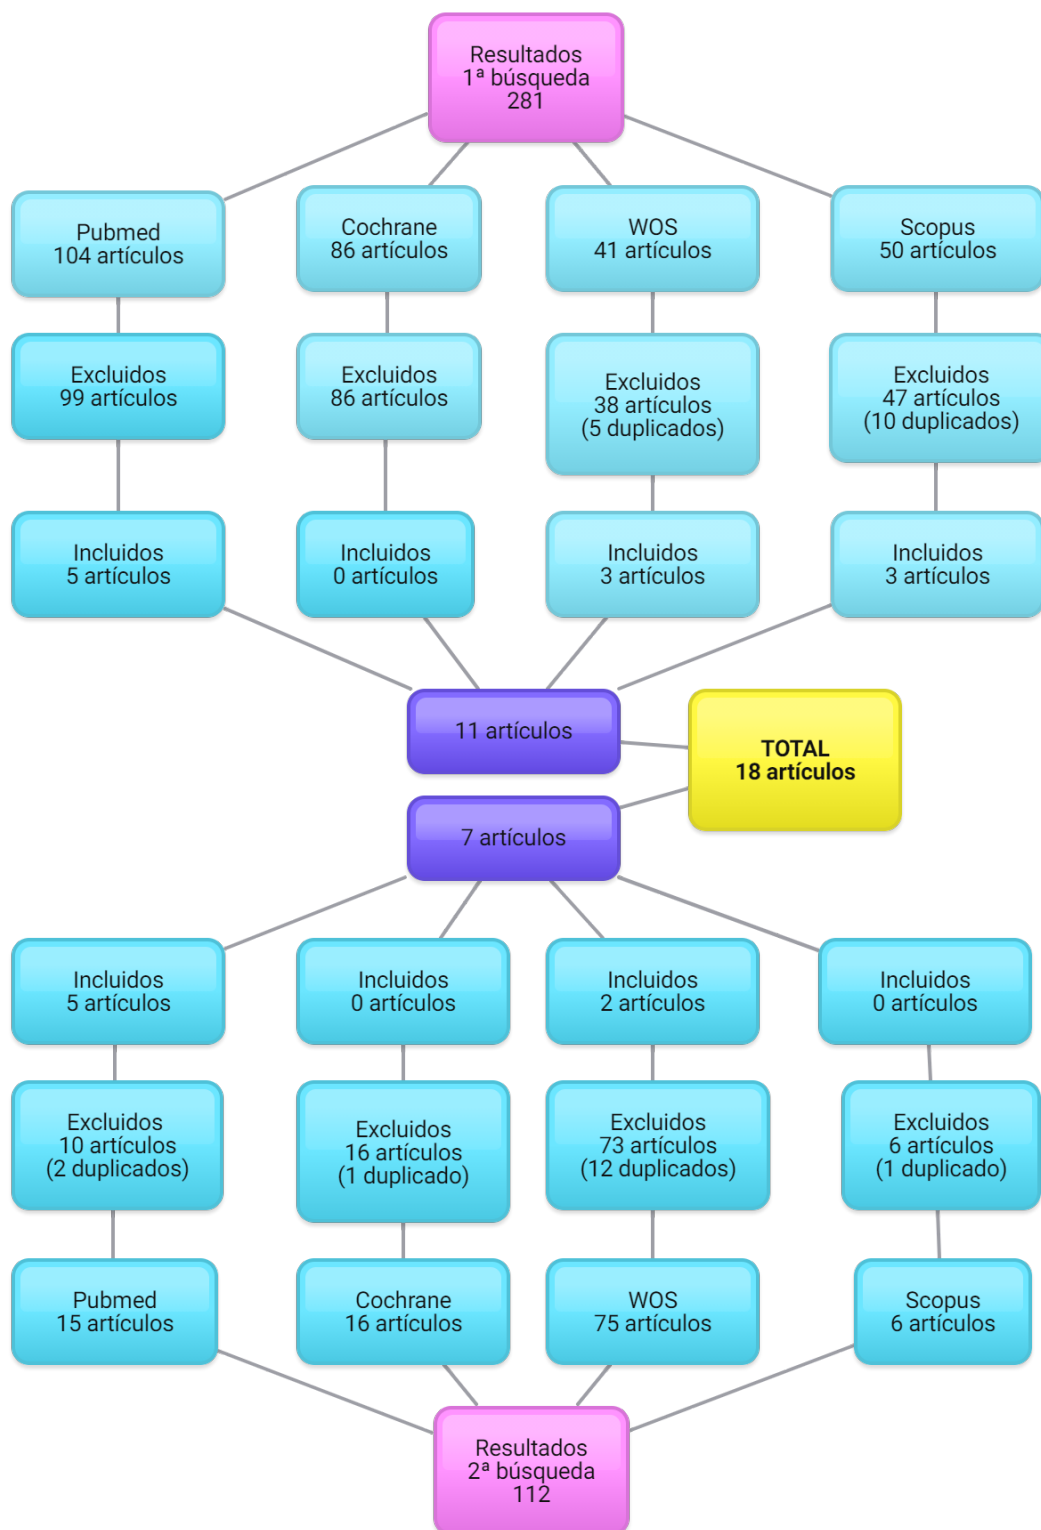 Resultados
1ª búsqueda
281
Pubmed
104 artículos
Cochrane
86 artículos
WOS
41 artículos
Scopus
50 artículos
Excluidos
99 artículos
Excluidos
86 artículos
Excluidos
38 artículos
(5 duplicados)
Excluidos
47 artículos
(10 duplicados)
Incluidos
5 artículos
Incluidos
0 artículos
Incluidos
3 artículos
Incluidos
3 artículos
11 artículos
TOTAL
18 artículos
7 artículos
Incluidos
5 artículos
Incluidos
0 artículos
Incluidos
2 artículos
Incluidos
0 artículos
Excluidos
10 artículos
(2 duplicados)
Excluidos
16 artículos
(1 duplicado)
Excluidos
73 artículos
(12 duplicados)
Excluidos
6 artículos
(1 duplicado)
Pubmed
15 artículos
Cochrane
16 artículos
WOS
75 artículos
Scopus
6 artículos
Resultados
2ª búsqueda
112